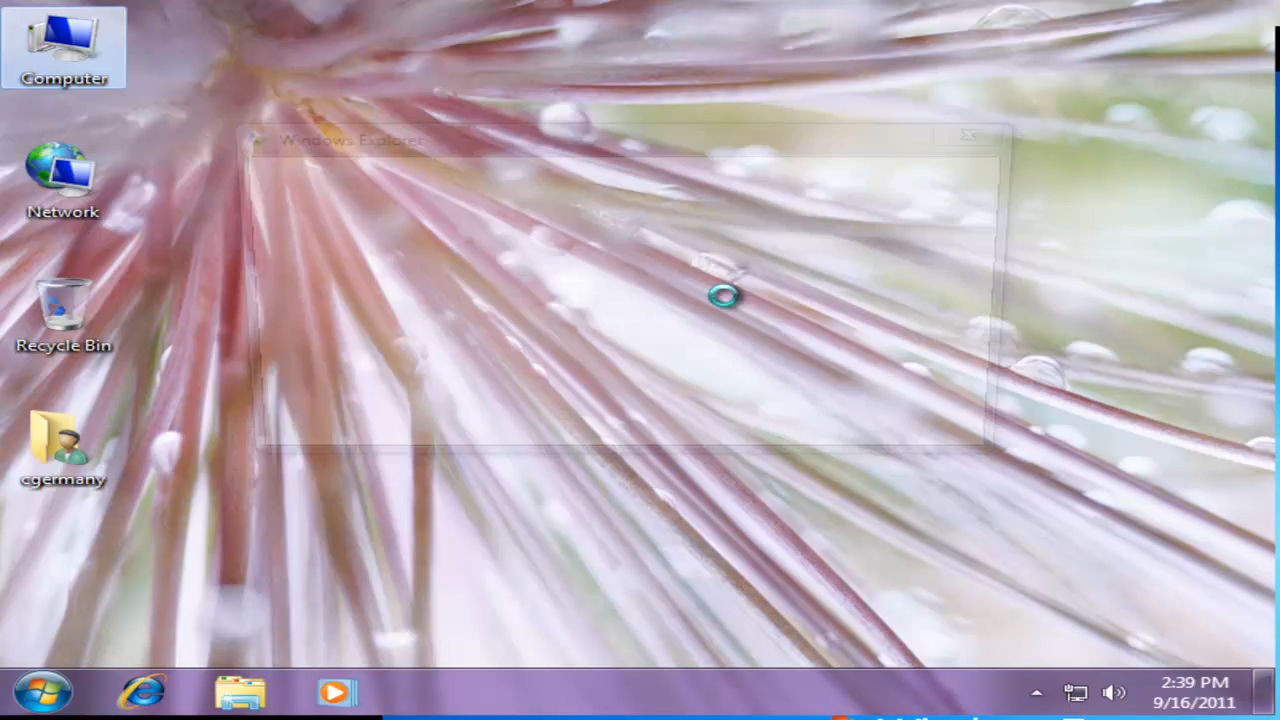 Computer
Windows Explorer
Network
Recycle Bin
cgermany
2:39 PM
9/16/2011